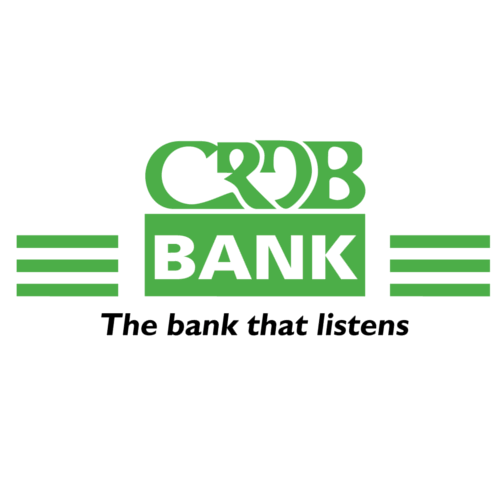 CRDB
BANK
The bank that listens